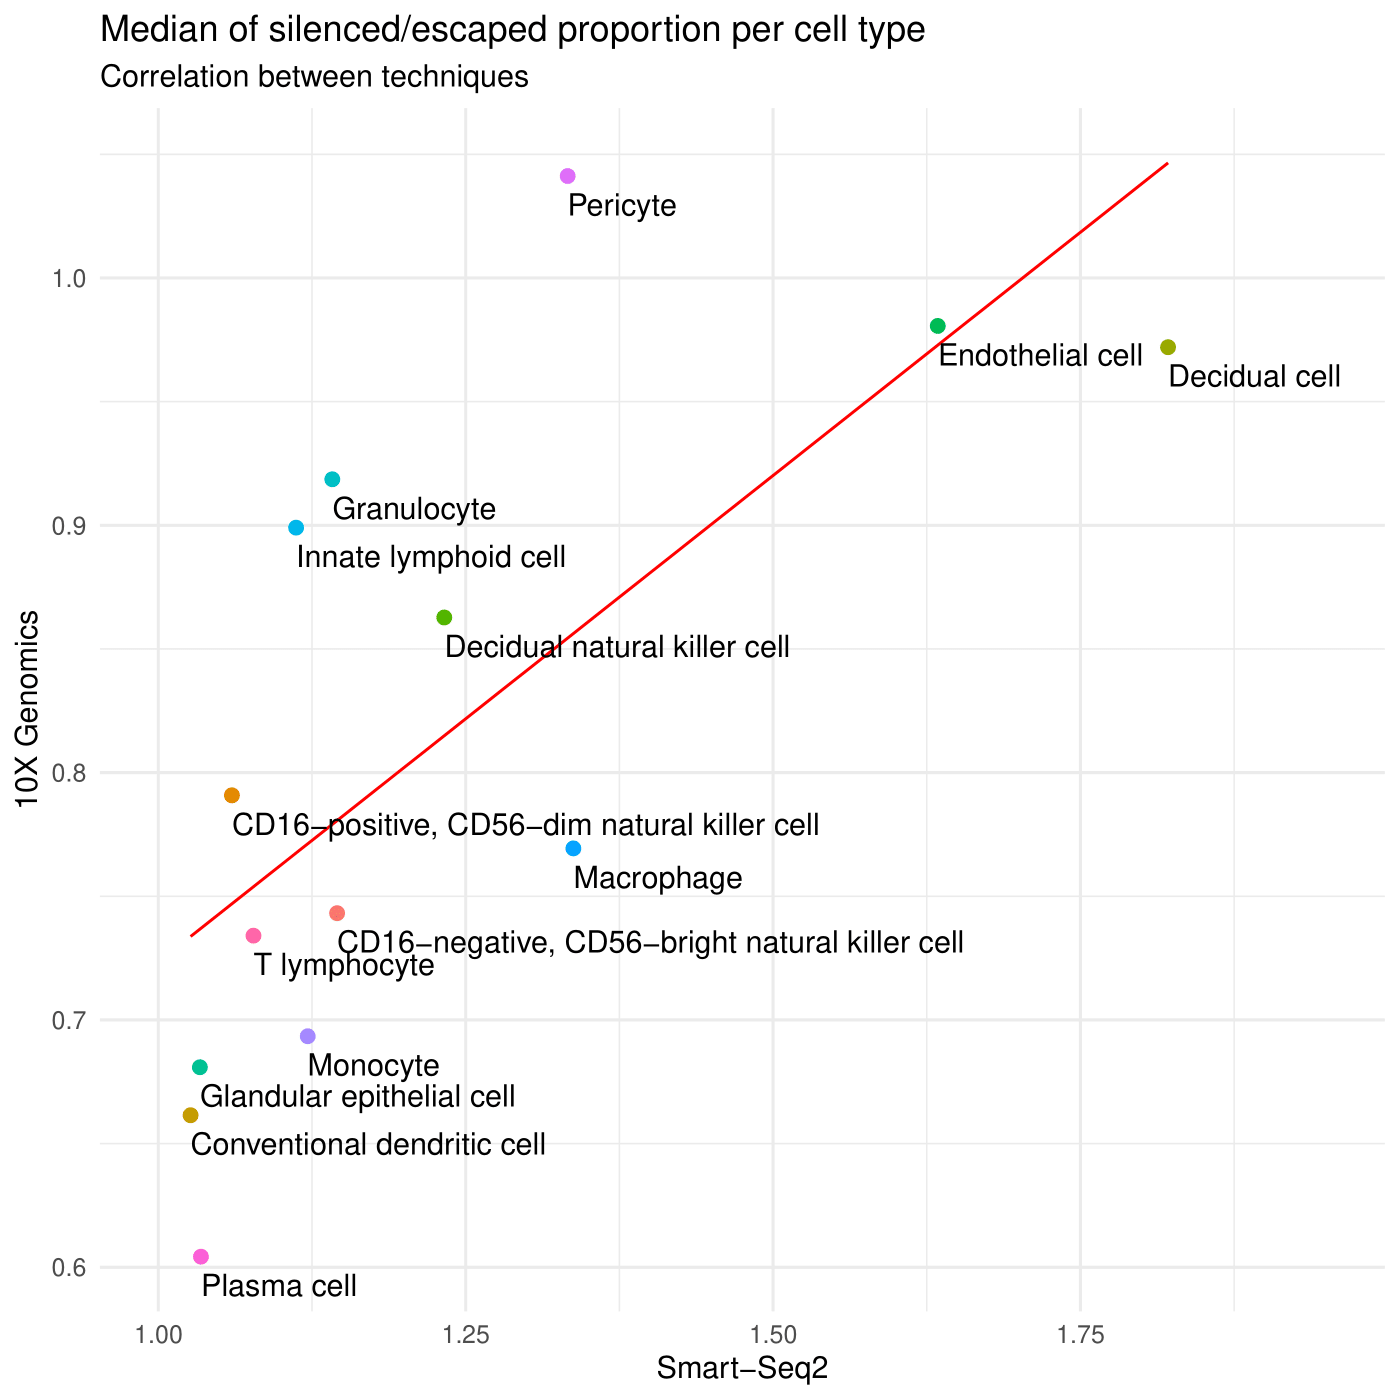 Median of silenced/escaped proportion per cell type
Correlation between techniques
Pericyte
1.0
Endothelial cell
Decidual cell
Granulocyte
0.9
Innate lymphoid cell
Decidual natural killer cell
10X Genomics
0.8
CD16−positive, CD56−dim natural killer cell
Macrophage
CD16−negative, CD56−bright natural killer cell
T lymphocyte
0.7
Monocyte
Glandular epithelial cell
Conventional dendritic cell
0.6
Plasma cell
1.00 1.25 1.50 1.75
Smart−Seq2